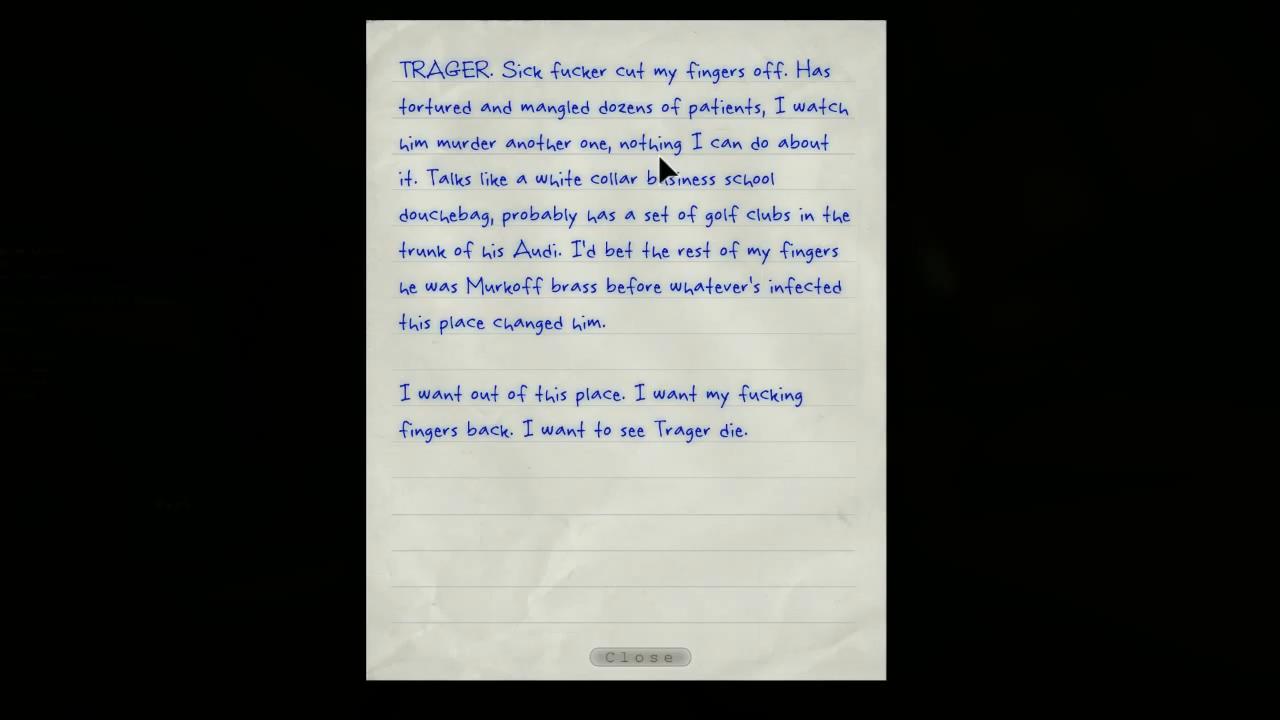 TRAGER. Sick fucker cut my fingers off. Has
tortured and mangled dozens of patients, I watch
him murder another one, nothing I can do about
it. Talks like a white collar business school
douchebag, probably has a set of golf clubs in the
trunk of his Audi. I'd bet the rest of my fingers
he was Murkoff brass before whatever's infected
this place changed him.
I want out of this place. I want my fucking
fingers back. I want to see Trager die.
Close